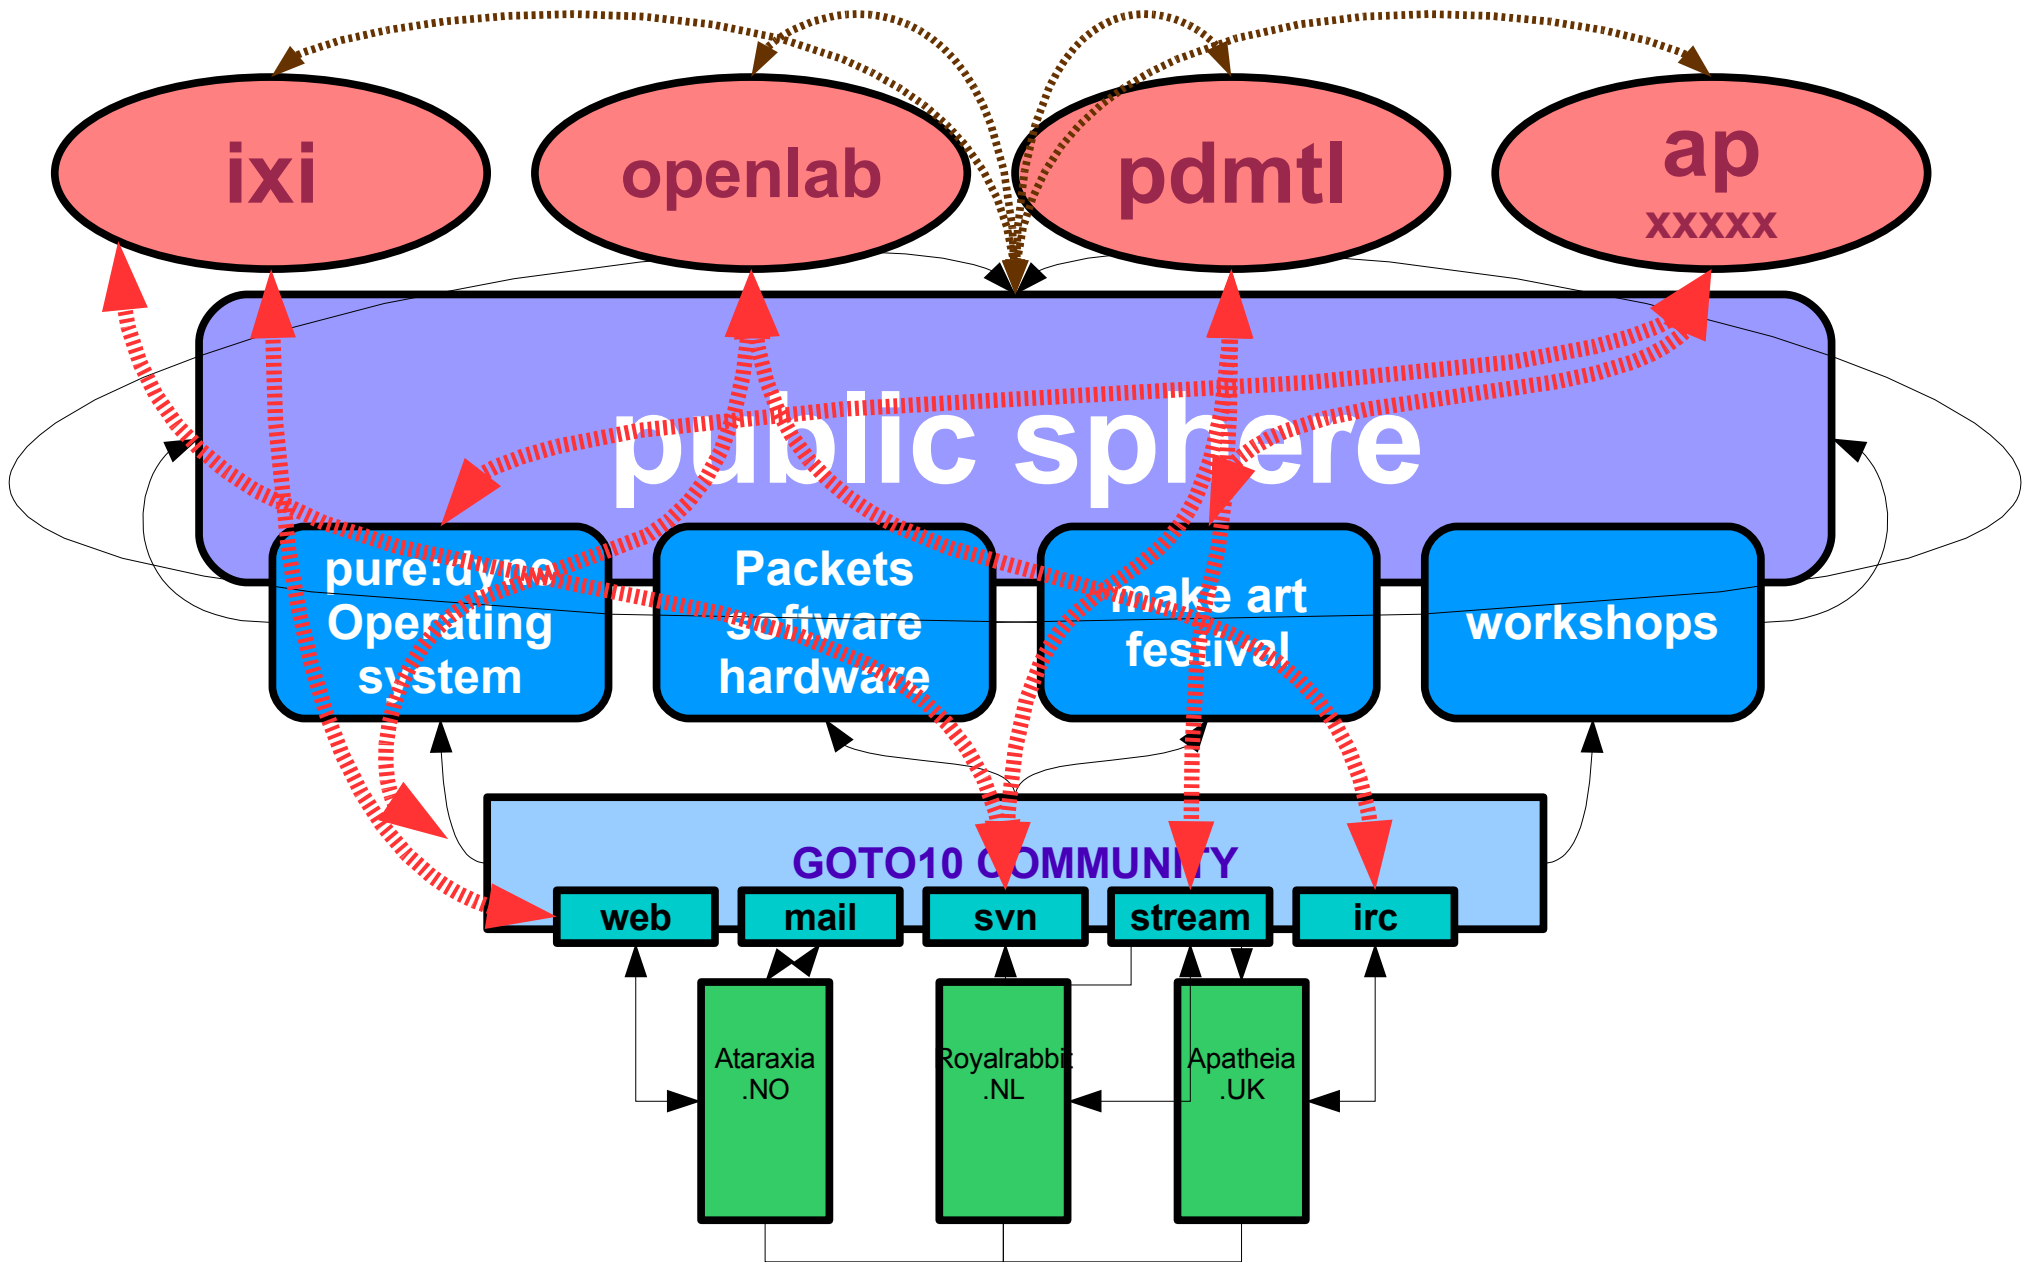 ixi
openlab
pdmtl
ap
xxxxx
public sphere
pure:dyne
Operating
system
Packets
software
hardware
make art
festival
workshops
GOTO10 COMMUNITY
web
mail
svn
stream
irc
Ataraxia
.NO
Royalrabbit
.NL
Apatheia
.UK